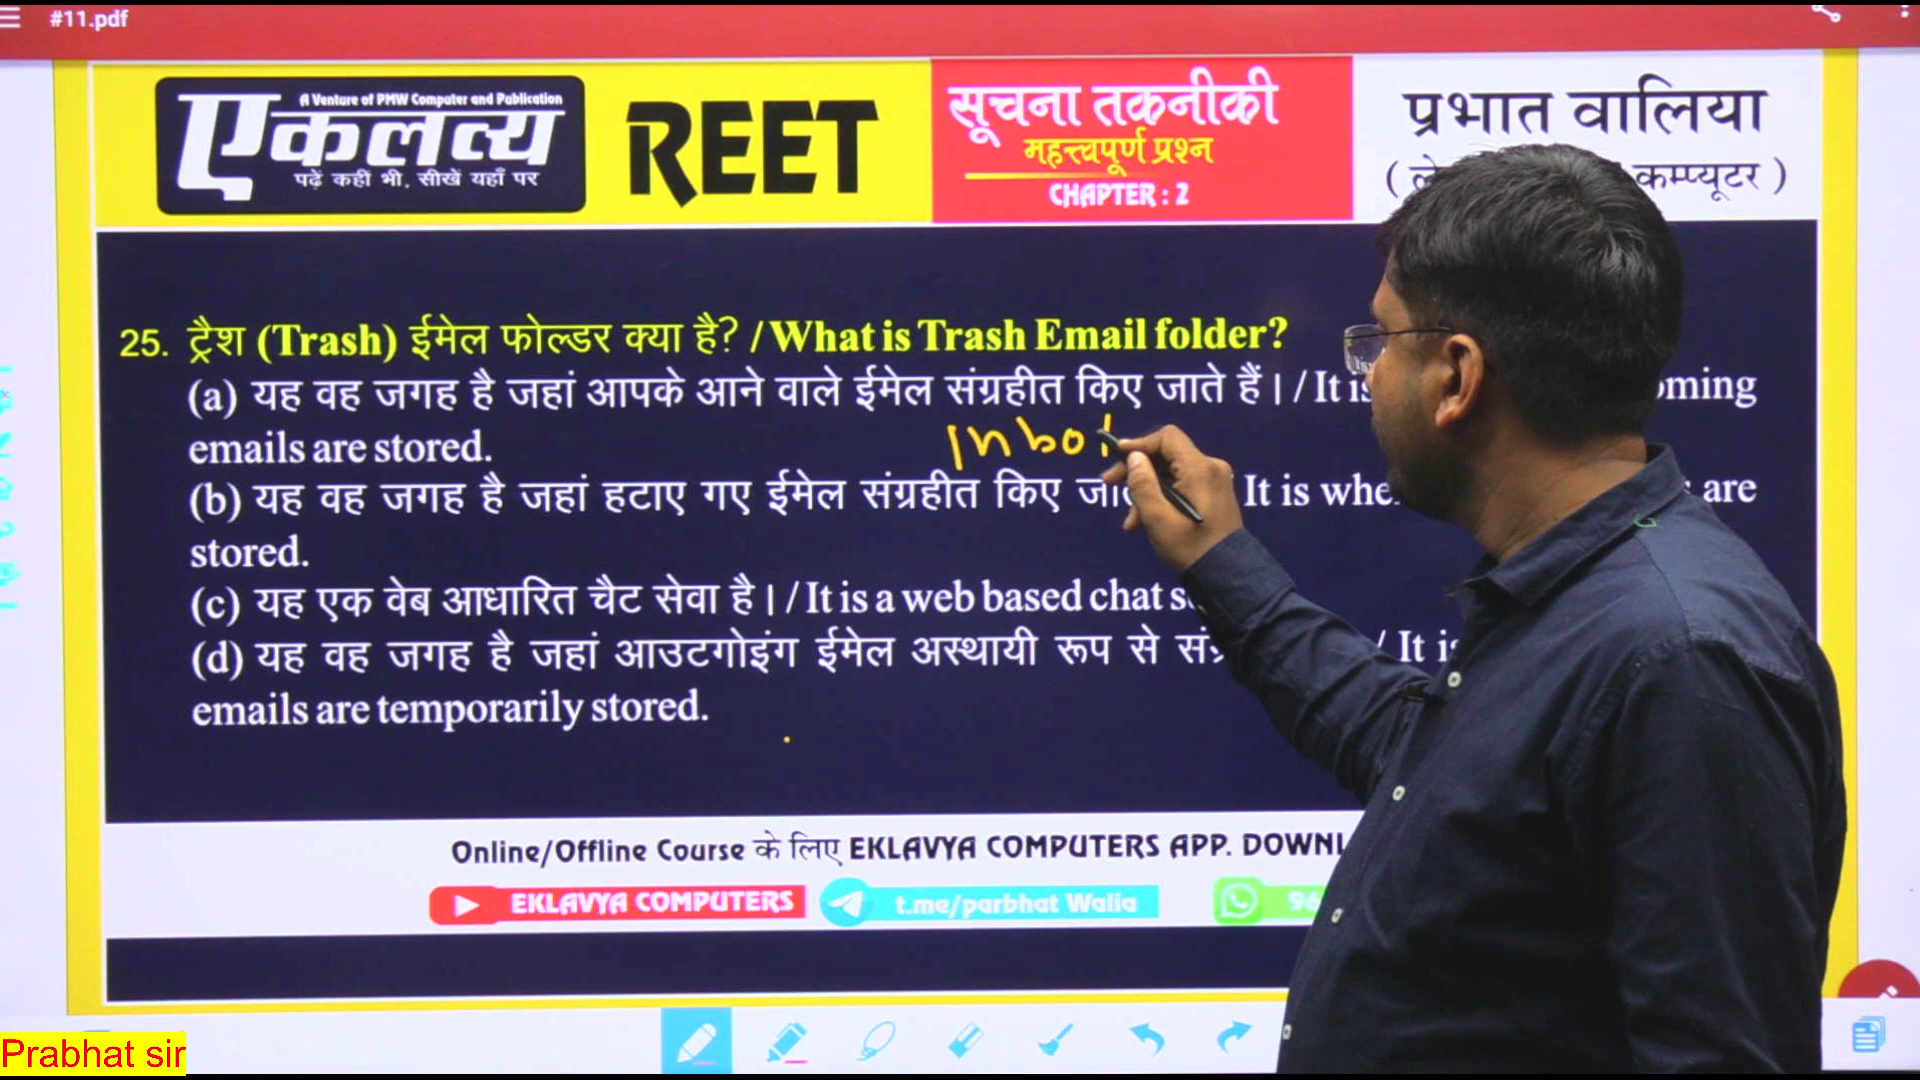 #11.pdf
A Venture of PMW Computer and Publication
एकलव्य
पढ़ें कहीं भी, सीखें यहाँ पर
REET
सूचना तकनीकी
महत्त्वपूर्ण प्रश्न
CHAPTER : 2
प्रभात वालिया
( कम्प्यूटर )
25. ट्रैश (Trash) ईमेल फोल्डर क्या है? / What is Trash Email folder?
(a) यह वह जगह है जहां आपके आने वाले ईमेल संग्रहीत किए जाते हैं। / It is
emails are stored.
(b) यह वह जगह है जहां हटाए गए ईमेल संग्रहीत किए It is are
stored.
(c) यह एक वेब आधारित चैट सेवा है। / It is a web based chat
(d) यह वह जगह है जहां आउटगोइंग ईमेल अस्थायी रूप से / It is
emails are temporarily stored.
Online/Offline Course के लिए EKLAVYA COMPUTERS APP.
EKLAVYA COMPUTERS
t.me/parbhat Walia
Prabhat sir